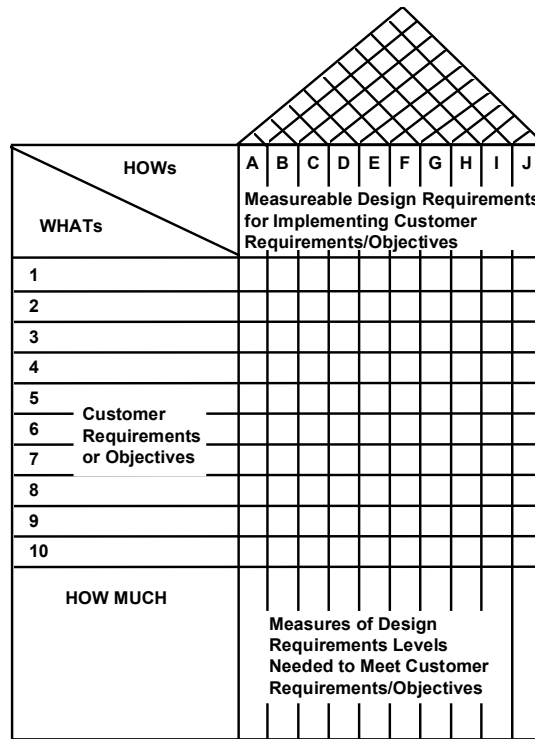 HOWs
A B C D E F G H I J
WHATs
Measureable Design Requirements
for Implementing Customer
Requirements/Objectives
1
2
3
4
5
Customer
6
Requirements
7
or Objectives
8
9
10
HOW MUCH
Measures of Design
Requirements Levels
Needed to Meet Customer
Requirements/Objectives